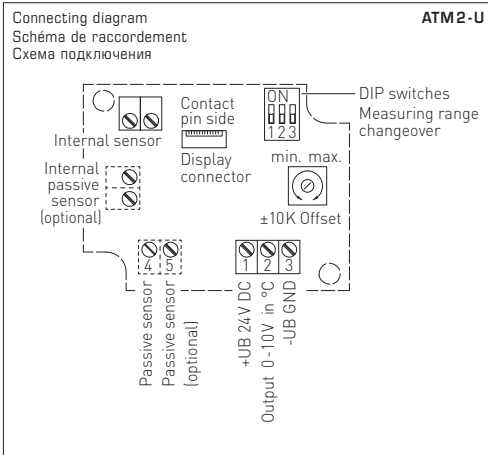 Connecting diagram
ATM2-U
Schéma de raccordement
Схема подключения
ON
1 2 3
DIP switches
Measuring range
changeover
Contact
pin side
Internal sensor
Display
connector
Internal
passive
sensor
(optional)
min. max.
±10K Offset
4 5
1 2 3
Passive sensor
Passive sensor
(optional)
+UB 24V DC
Output 0-10V in °C
-UB GND